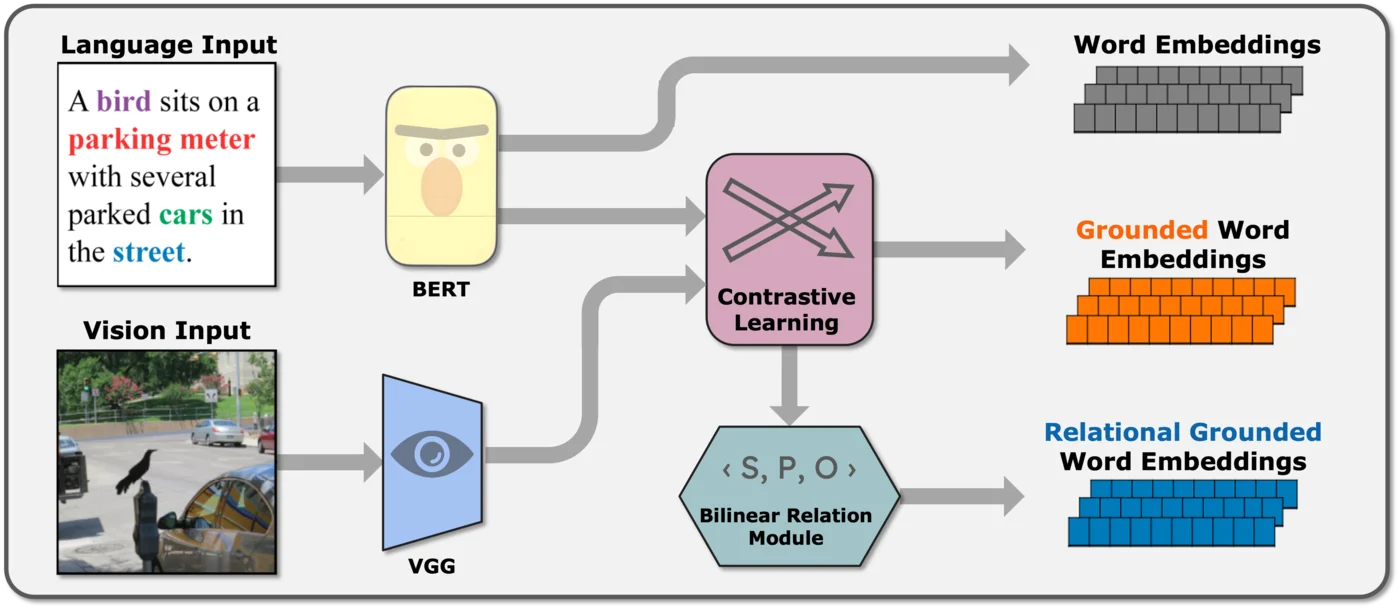 Language Input
A bird sits on a
parking meter
with several
parked cars in
the street.
Vision Input
BERT
VGG
Contrastive
Learning
‹ S, P, O ›
Bilinear Relation
Module
Word Embeddings
Grounded Word
Embeddings
Relational Grounded
Word Embeddings